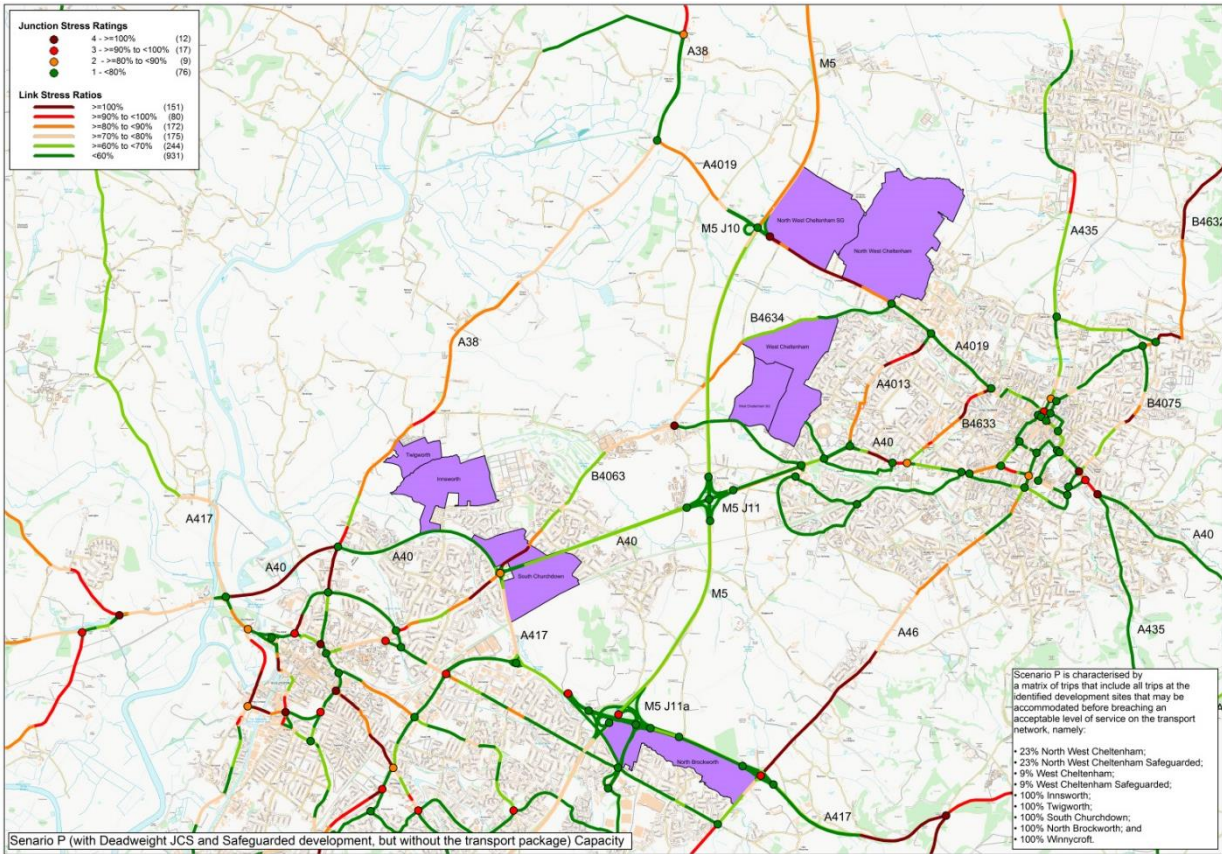 Junction Stress Ratings
4 - >=100% (12)
3 - >=90% to <100% (17)
2 - >=80% to <90% (9)
1 - <80% (76)
Link Stress Ratios
>=100% (151)
>=90% to <100% (80)
>=80% to <90% (172)
>=70% to <80% (175)
>=60% to <70% (244)
<60% (931)
A38
M5
A4019
North West Cheltenham SG
M5 J10
North West Cheltenham
A435
B4632
B4634
A38
West Cheltenham
A4019
A4013
B4075
B4633
A40
Twigworth
Innsworth
B4063
A417
M5 J11
A40
A40
A40
A40
South Churchdown
M5
A46
A417
A435
M5 J11a
North Brockworth
A417
Scenario P is characterised by
a matrix of trips that include all trips at the
identified development sites that may be
accommodated before breaching an
acceptable level of service on the transport
network, namely:
• 23% North West Cheltenham;
• 23% North West Cheltenham Safeguarded;
• 9% West Cheltenham;
• 9% West Cheltenham Safeguarded;
• 100% Innsworth;
• 100% Twigworth;
• 100% South Churchdown;
• 100% North Brockworth; and
• 100% Winnycroft.
Senario P (with Deadweight JCS and Safeguarded development, but without the transport package) Capacity